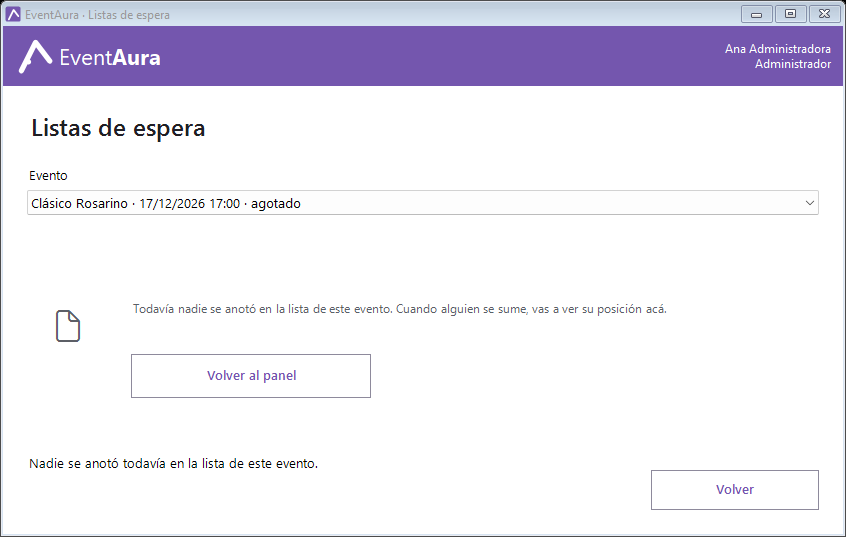 EventAura · Listas de espera
EventAura
Ana Administradora
Administrador
Listas de espera
Evento
Clásico Rosarino · 17/12/2026 17:00 · agotado
Todavía nadie se anotó en la lista de este evento. Cuando alguien se sume, vas a ver su posición acá.
Volver al panel
Nadie se anotó todavía en la lista de este evento.
Volver